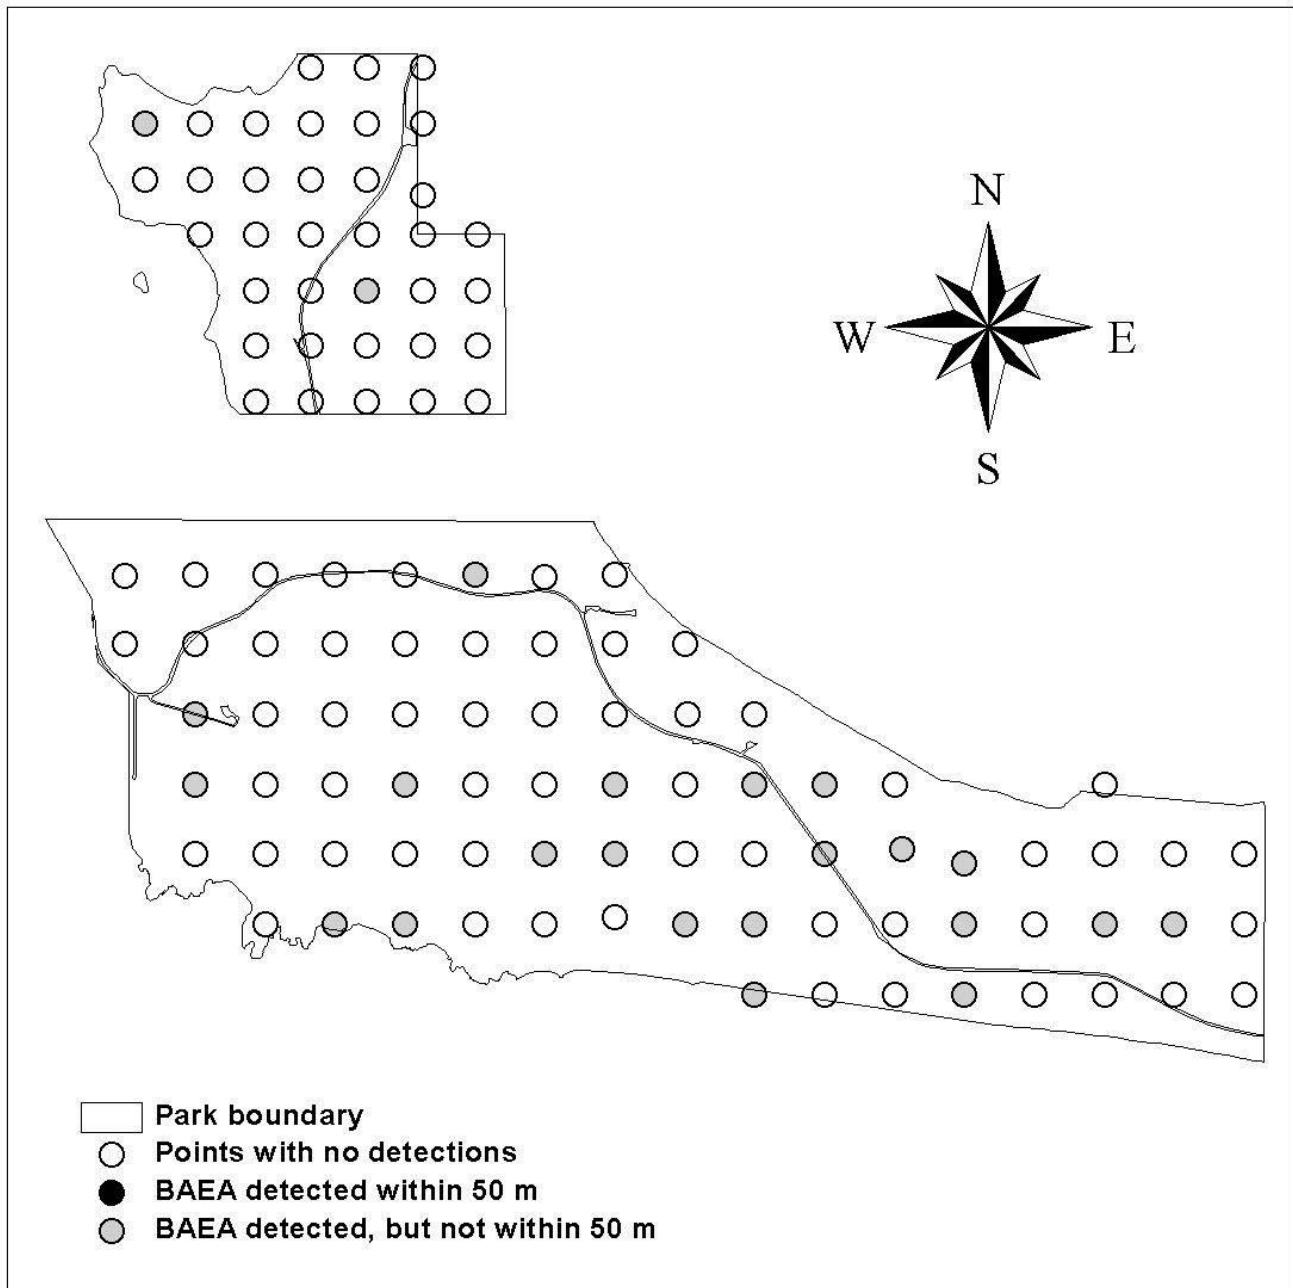 N
W
E
S
Park boundary
Points with no detections
BAEA detected within 50 m
BAEA detected, but not within 50 m